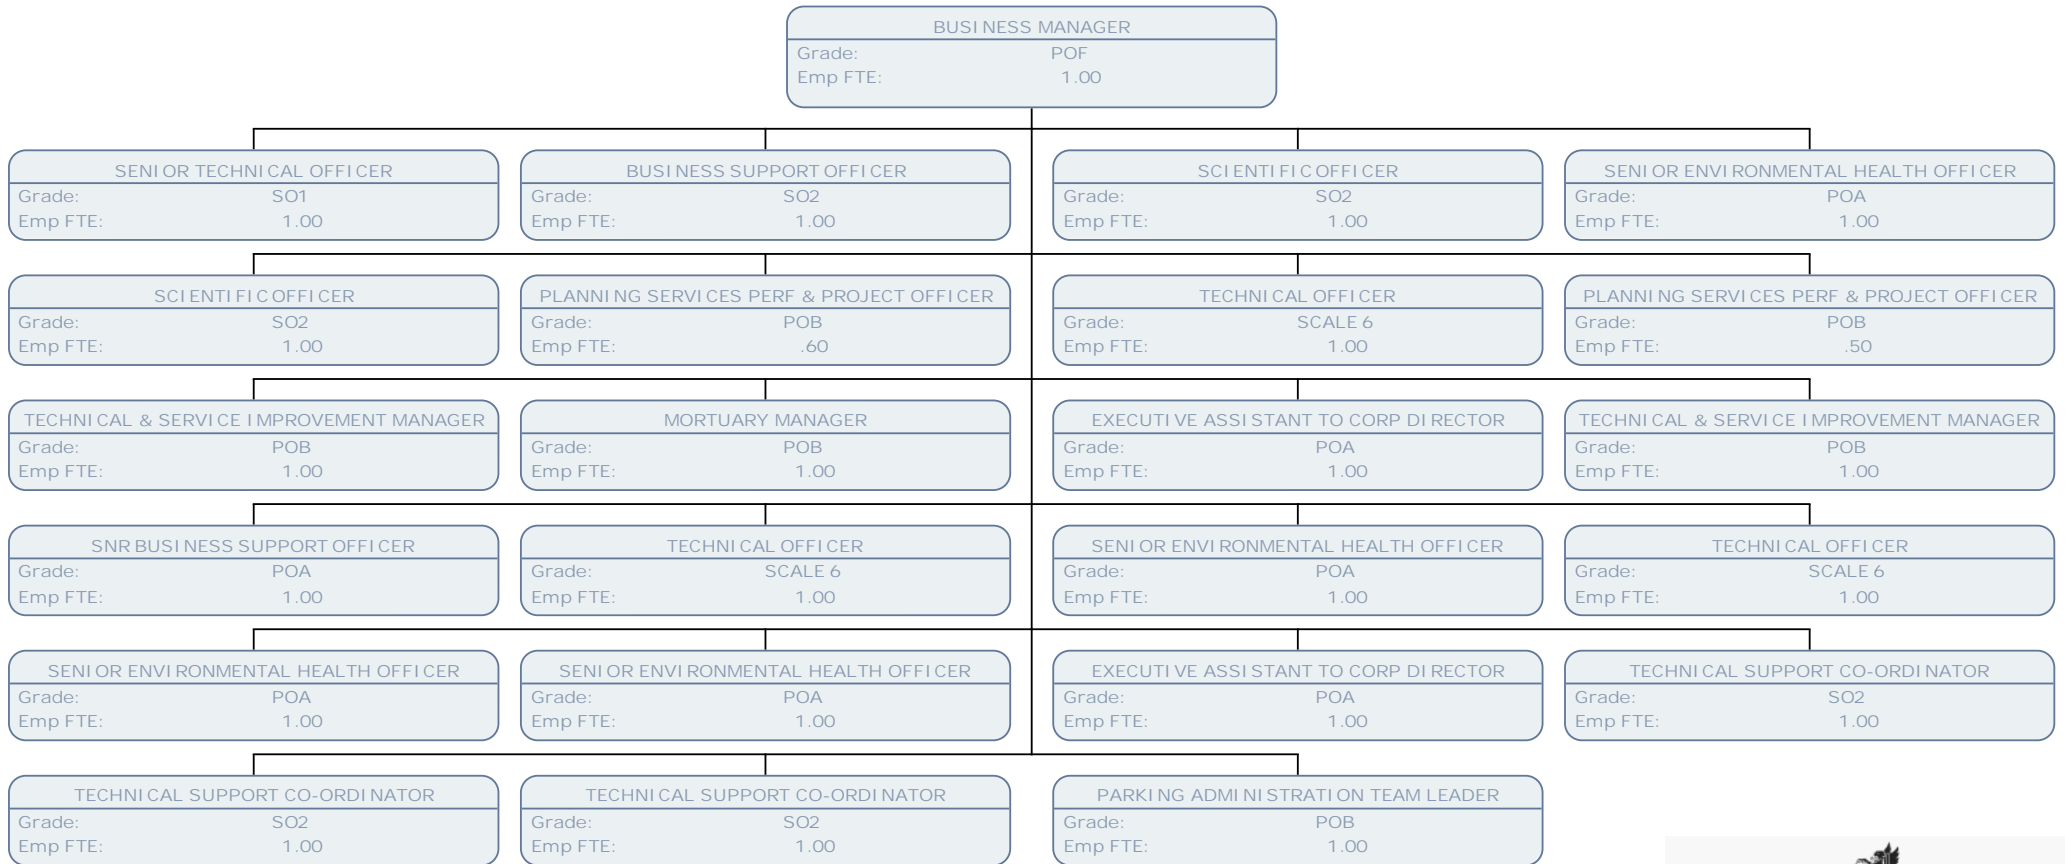 BUSINESS MANAGER
Grade: POF
Emp FTE: 1.00
SENIOR TECHNICAL OFFICER
Grade: SO1
Emp FTE: 1.00
BUSINESS SUPPORT OFFICER
Grade: SO2
Emp FTE: 1.00
SCIENTIFIC OFFICER
Grade: SO2
Emp FTE: 1.00
SENIOR ENVIRONMENTAL HEALTH OFFICER
Grade: POA
Emp FTE: 1.00
SCIENTIFIC OFFICER
Grade: SO2
Emp FTE: 1.00
PLANNING SERVICES PERF & PROJECT OFFICER
Grade: POB
Emp FTE: .60
TECHNICAL OFFICER
Grade: SCALE 6
Emp FTE: 1.00
PLANNING SERVICES PERF & PROJECT OFFICER
Grade: POB
Emp FTE: .50
TECHNICAL & SERVICE IMPROVEMENT MANAGER
Grade: POB
Emp FTE: 1.00
MORTUARY MANAGER
Grade: POB
Emp FTE: 1.00
EXECUTIVE ASSISTANT TO CORP DIRECTOR
Grade: POA
Emp FTE: 1.00
TECHNICAL & SERVICE IMPROVEMENT MANAGER
Grade: POB
Emp FTE: 1.00
SNR BUSINESS SUPPORT OFFICER
Grade: POA
Emp FTE: 1.00
TECHNICAL OFFICER
Grade: SCALE 6
Emp FTE: 1.00
SENIOR ENVIRONMENTAL HEALTH OFFICER
Grade: POA
Emp FTE: 1.00
TECHNICAL OFFICER
Grade: SCALE 6
Emp FTE: 1.00
SENIOR ENVIRONMENTAL HEALTH OFFICER
Grade: POA
Emp FTE: 1.00
SENIOR ENVIRONMENTAL HEALTH OFFICER
Grade: POA
Emp FTE: 1.00
EXECUTIVE ASSISTANT TO CORP DIRECTOR
Grade: POA
Emp FTE: 1.00
TECHNICAL SUPPORT CO-ORDINATOR
Grade: SO2
Emp FTE: 1.00
TECHNICAL SUPPORT CO-ORDINATOR
Grade: SO2
Emp FTE: 1.00
TECHNICAL SUPPORT CO-ORDINATOR
Grade: SO2
Emp FTE: 1.00
PARKING ADMINISTRATION TEAM LEADER
Grade: POB
Emp FTE: 1.00